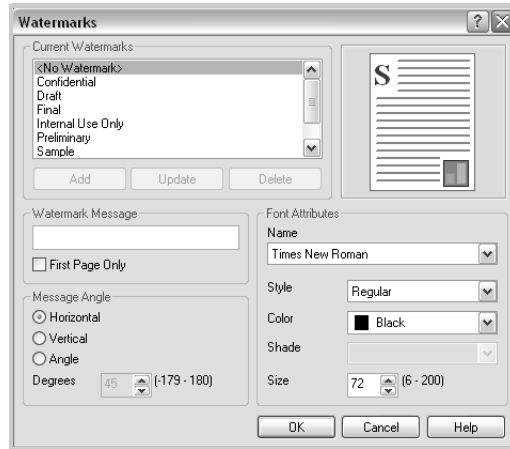 Watermarks
Current Watermarks
<No Watermark>
Confidential
Draft
Final
Internal Use Only
Preliminary
Sample
Add Update Delete
S
Watermark Message
First Page Only
Message Angle
Horizontal
Vertical
Angle
Degrees 45 (-179 - 180)
Font Attributes
Name
Times New Roman
Style Regular
Color Black
Shade
Size 72 (6 - 200)
OK Cancel Help